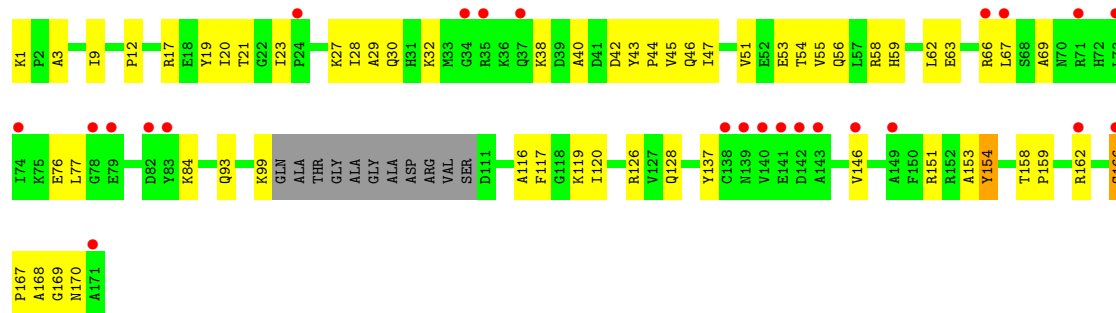 K1 P2 A3 I9 P12 R17 E18 Y19 I20 T21 G22 I23 P24 K27 I28 A29 Q30 H31 K32 M33 G34 R35 K36 Q37 K38 D39 A40 D41 D42 Y43 P44 V45 Q46 I47 V51 E52 E53 T54 V55 Q56 L57 R58 H59 L62 E63 R66 L67 S68 A69 N70 R71 H72
I74 K75 E76 L77 G78 E79 D82 Y83 K84 Q93 K99 GLN ALA THR GLY ALA GLY ALA ASP ARG VAL SER D111 A116 F117 G118 K119 I120 R126 V127 Q128 Y137 C138 N139 V140 E141 D142 A143 V146 A149 F150 R151 R152 A153 Y154 T158 P159 R162
P167 A168 G169 N170 A171